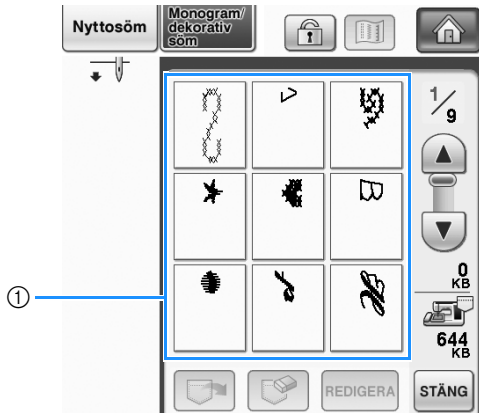 Nyttosöm
Monogram/
dekorativ
söm
1/9
①
0
KB
644
KB
REDIGERA
STÄNG